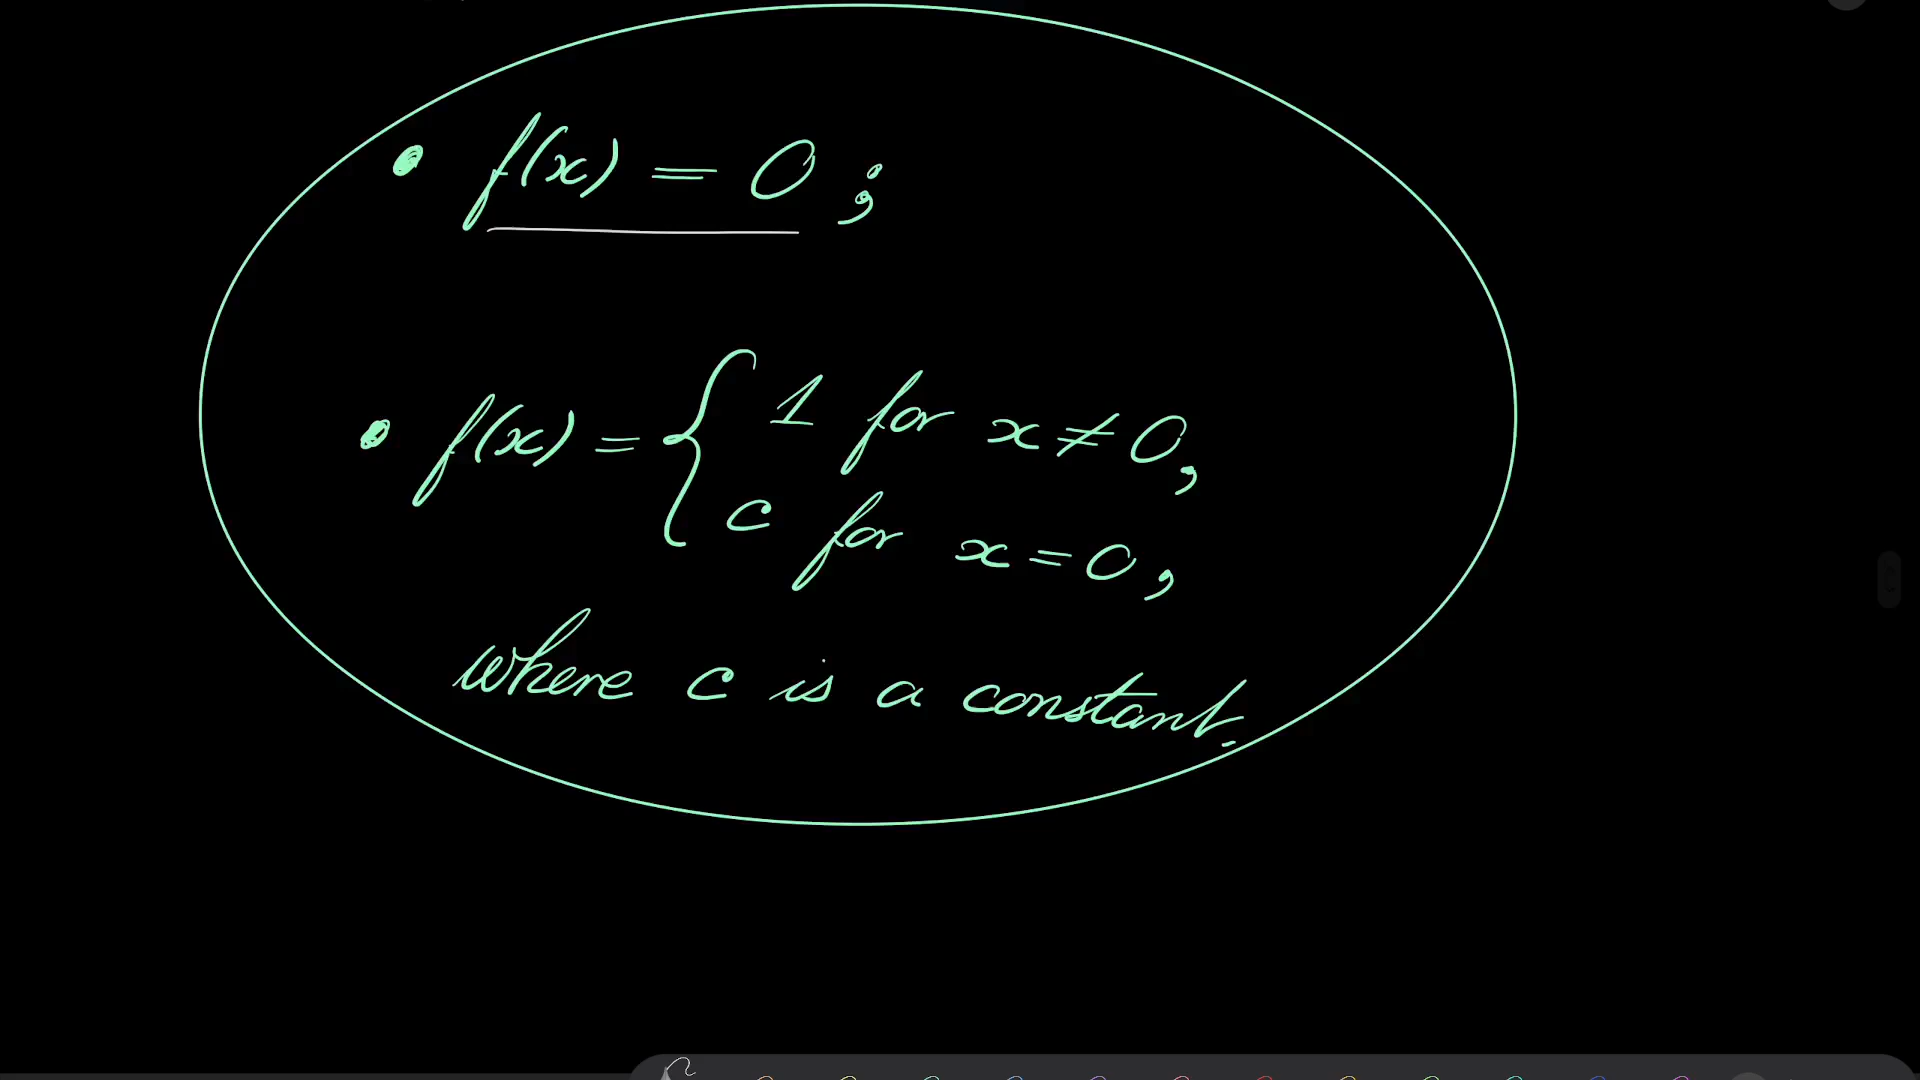 • f(x) = 0 ;
• f(x) = { 1 for x ≠ 0,
c for x = 0,
where c is a constant.